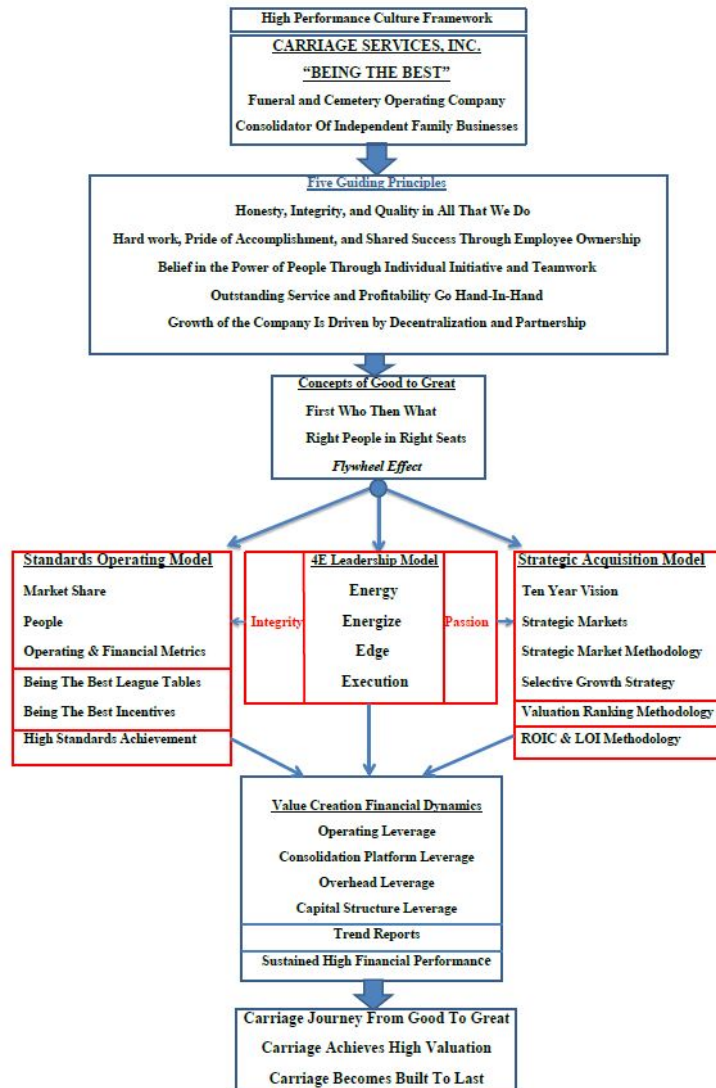 High Performance Culture Framework
CARRIAGE SERVICES, INC.
“BEING THE BEST”
Funeral and Cemetery Operating Company
Consolidator Of Independent Family Businesses
Five Guiding Principles
Honesty, Integrity, and Quality in All That We Do
Hard work, Pride of Accomplishment, and Shared Success Through Employee Ownership
Belief in the Power of People Through Individual Initiative and Teamwork
Outstanding Service and Profitability Go Hand-In-Hand
Growth of the Company Is Driven by Decentralization and Partnership
Concepts of Good to Great
First Who Then What
Right People in Right Seats
Flywheel Effect
Standards Operating Model
Market Share
People
Operating & Financial Metrics
Being The Best League Tables
Being The Best Incentives
High Standards Achievement
Integrity
4E Leadership Model
Energy
Energize
Edge
Execution
Passion
Strategic Acquisition Model
Ten Year Vision
Strategic Markets
Strategic Market Methodology
Selective Growth Strategy
Valuation Ranking Methodology
ROIC & LOI Methodology
Value Creation Financial Dynamics
Operating Leverage
Consolidation Platform Leverage
Overhead Leverage
Capital Structure Leverage
Trend Reports
Sustained High Financial Performance
Carriage Journey From Good To Great
Carriage Achieves High Valuation
Carriage Becomes Built To Last